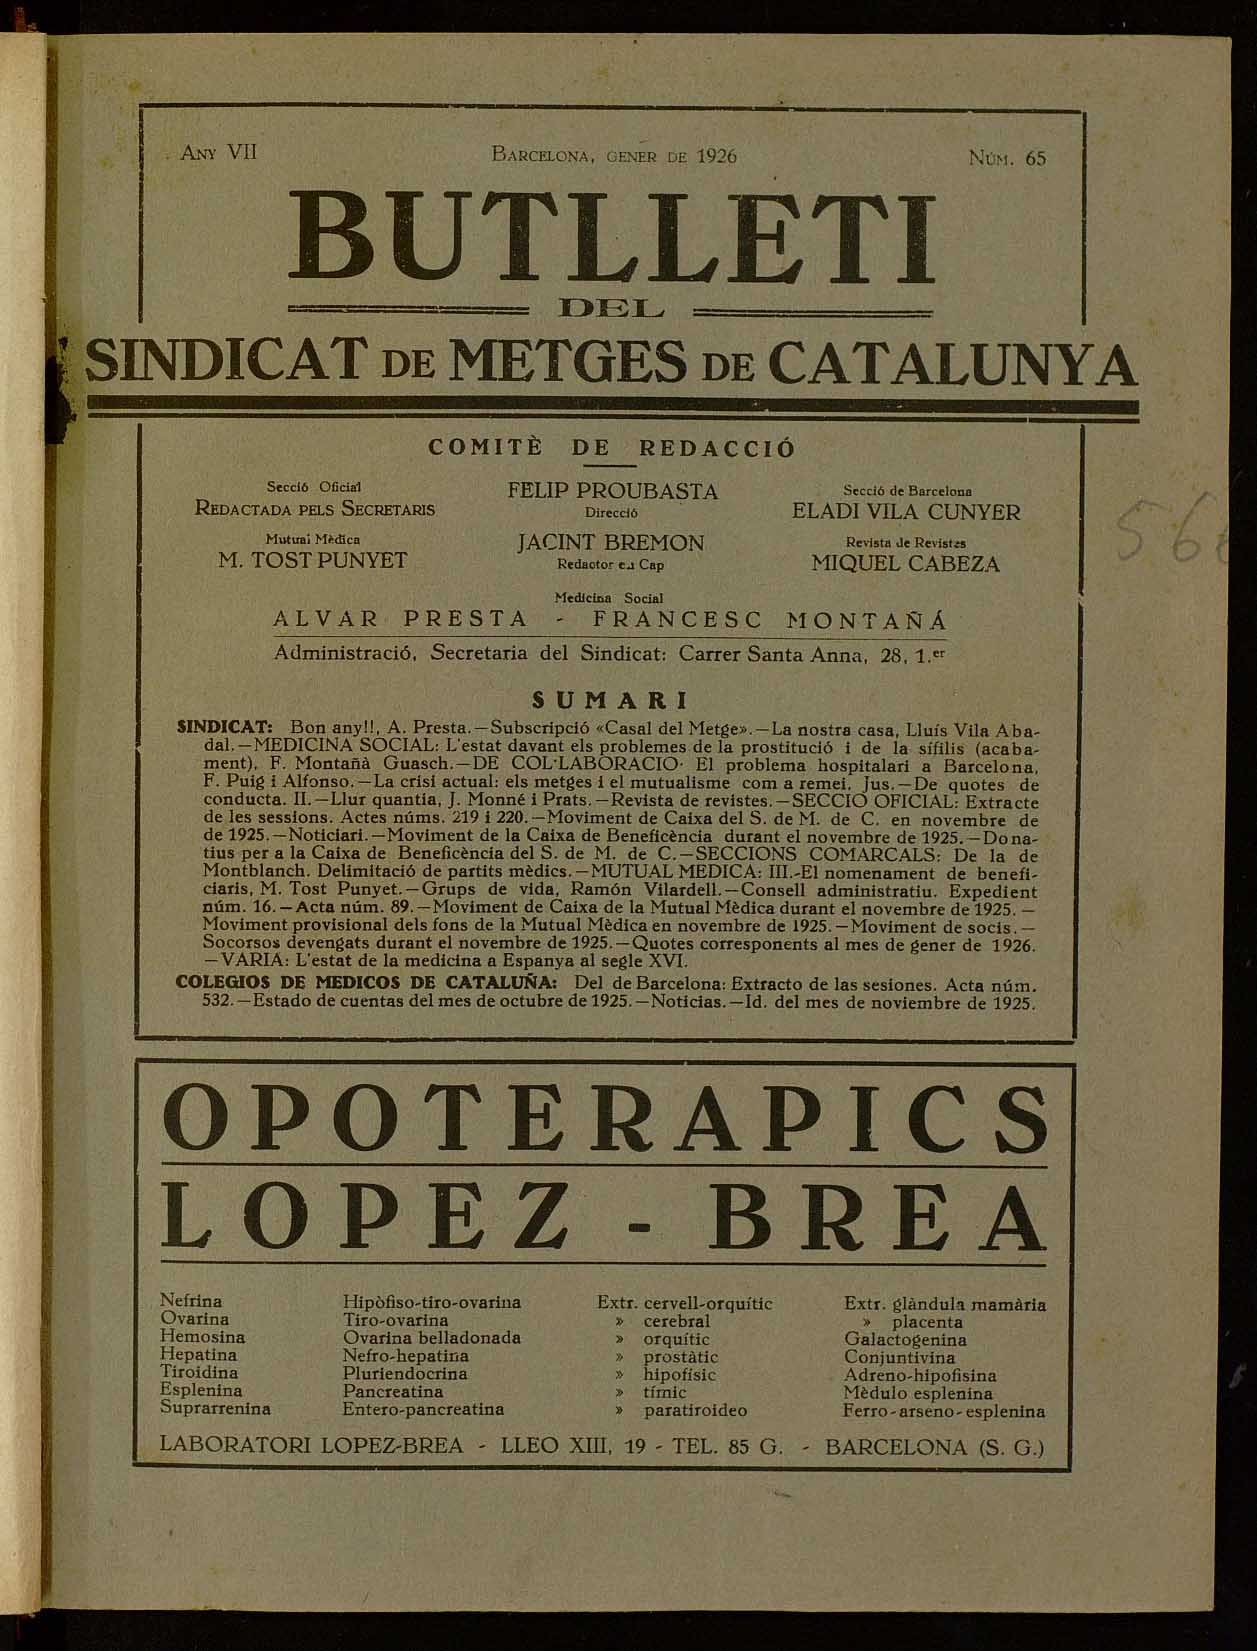 ANY VII BARCELONA, GENER DE 1926 NÚM. 65
BUTLLETI
DEL
SINDICAT DE METGES DE CATALUNYA
COMITÈ DE REDACCIÓ
Secció Oficial
REDACTADA PELS SECRETARIS
Mutual Mèdica
M. TOST PUNYET
FELIP PROUBASTA
Direcció
JACINT BREMON
Redactor en Cap
Secció de Barcelona
ELADI VILA CUNYER
Revista de Revistes
MIQUEL CABEZA
Medicina Social
ALVAR PRESTA - FRANCESC MONTAÑÁ
Administració, Secretaria del Sindicat: Carrer Santa Anna, 28, 1.er
SUMARI
SINDICAT: Bon any!!, A. Presta.—Subscripció «Casal del Metge».—La nostra casa, Lluís Vila Aba-
dal.—MEDICINA SOCIAL: L'estat davant els problemes de la prostitució i de la sífilis (acaba-
ment), F. Montañà Guasch.—DE COL·LABORACIO· El problema hospitalari a Barcelona,
F. Puig i Alfonso.—La crisi actual: els metges i el mutualisme com a remei, Jus.—De quotes de
conducta. II.—Llur quantia, J. Monné i Prats.—Revista de revistes.—SECCIO OFICIAL: Extracte
de les sessions. Actes núms. 219 i 220.—Moviment de Caixa del S. de M. de C. en novembre de
de 1925.—Noticiari.—Moviment de la Caixa de Beneficència durant el novembre de 1925.—Dona-
tius per a la Caixa de Beneficència del S. de M. de C.—SECCIONS COMARCALS: De la de
Montblanch. Delimitació de partits mèdics.—MUTUAL MEDICA: III.-El nomenament de benefi-
ciaris, M. Tost Punyet.—Grups de vida, Ramón Vilardell.—Consell administratiu. Expedient
núm. 16.—Acta núm. 89.—Moviment de Caixa de la Mutual Mèdica durant el novembre de 1925.—
Moviment provisional dels fons de la Mutual Mèdica en novembre de 1925.—Moviment de socis.—
Socorsos devengats durant el novembre de 1925.—Quotes corresponents al mes de gener de 1926.
—VARIA: L'estat de la medicina a Espanya al segle XVI.
COLEGIOS DE MEDICOS DE CATALUÑA: Del de Barcelona: Extracto de las sesiones. Acta núm.
532.—Estado de cuentas del mes de octubre de 1925.—Noticias.—Id. del mes de noviembre de 1925.
OPOTERAPICS
LOPEZ - BREA
Nefrina
Ovarina
Hemosina
Hepatina
Tiroidina
Esplenina
Suprarrenina
Hipòfiso-tiro-ovarina
Tiro-ovarina
Ovarina belladonada
Nefro-hepatina
Pluriendocrina
Pancreatina
Entero-pancreatina
Extr. cervell-orquític
» cerebral
» orquític
» prostàtic
» hipofísic
» tímic
» paratiroideo
Extr. glàndula mamària
» placenta
Galactogenina
Conjuntivina
Adreno-hipofisina
Mèdulo esplenina
Ferro-arseno-esplenina
LABORATORI LOPEZ-BREA - LLEO XIII, 19 - TEL. 85 G. - BARCELONA (S. G.)